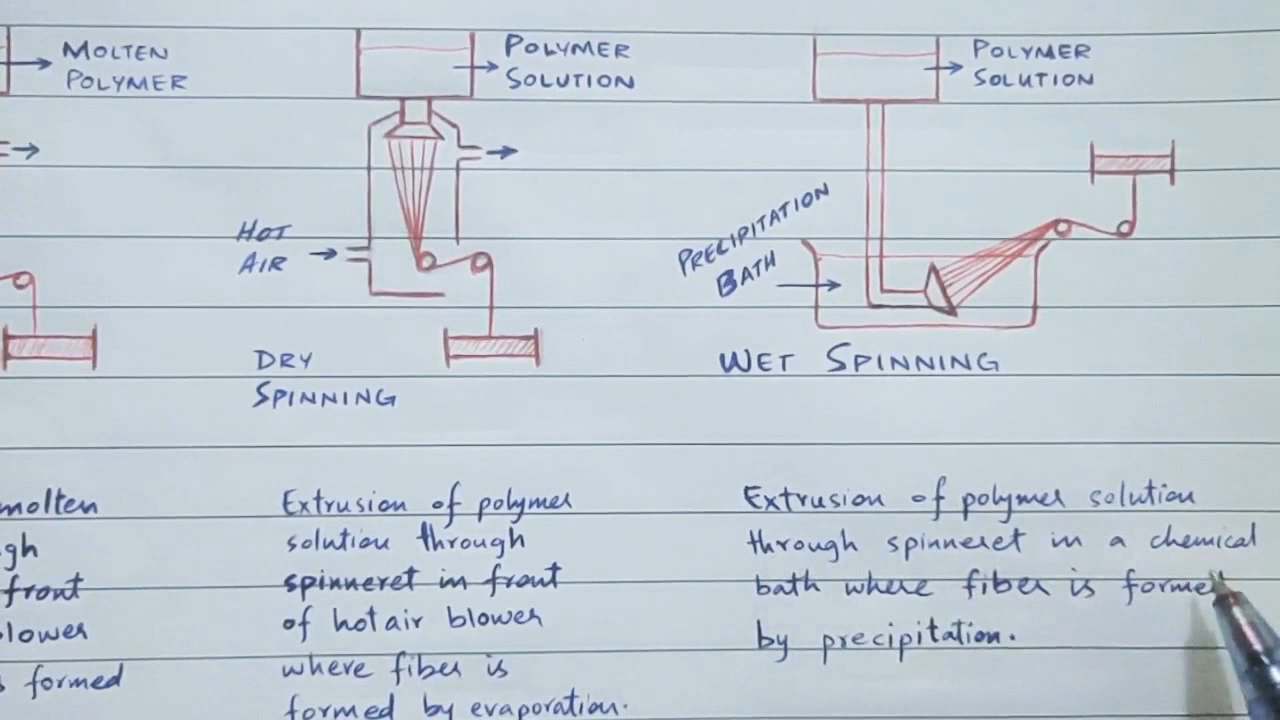 MOLTEN
POLYMER
POLYMER
SOLUTION
POLYMER
SOLUTION
HOT
AIR
PRECIPITATION
BATH
DRY
SPINNING
WET SPINNING
molten
gh
front
blower
s formed
Extrusion of polymer
solution through
spinneret in front
of hot air blower
where fiber is
formed by evaporation.
Extrusion of polymer solution
through spinneret in a chemical
bath where fiber is formed
by precipitation.